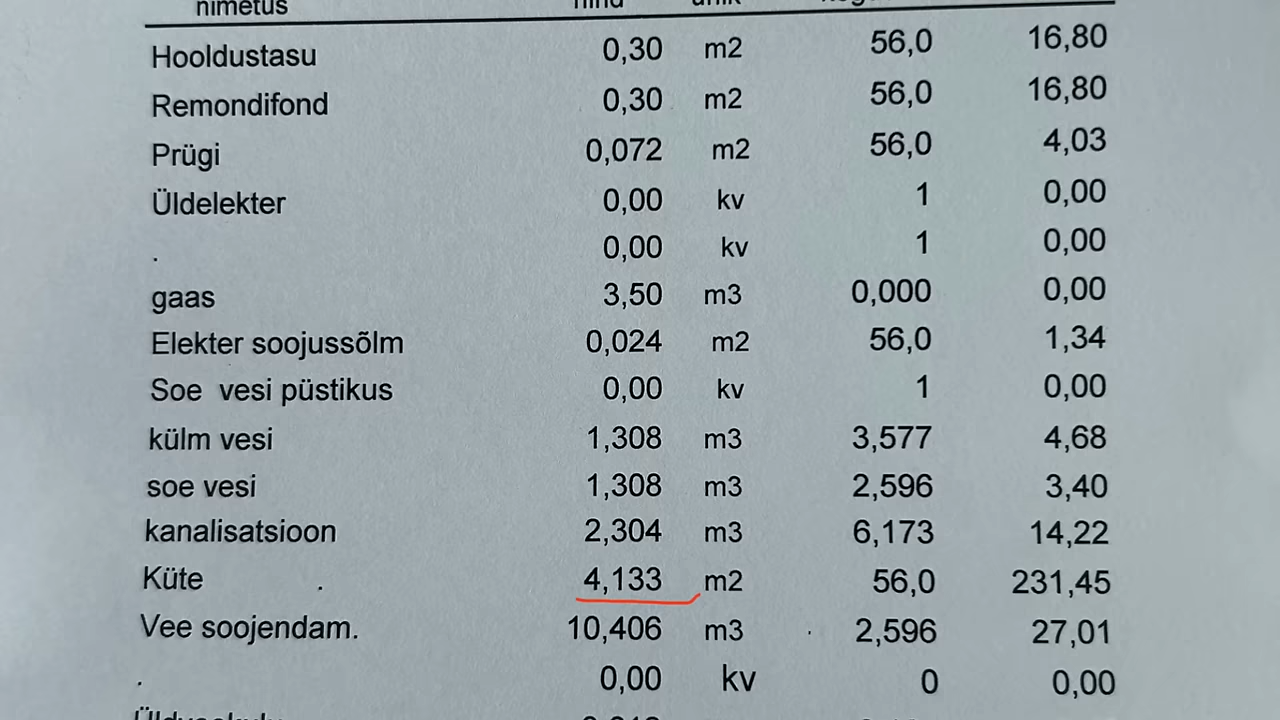 nimetus hind ühik
Hooldustasu 0,30 m2 56,0 16,80
Remondifond 0,30 m2 56,0 16,80
Prügi 0,072 m2 56,0 4,03
Üldelekter 0,00 kv 1 0,00
. 0,00 kv 1 0,00
gaas 3,50 m3 0,000 0,00
Elekter soojussõlm 0,024 m2 56,0 1,34
Soe vesi püstikus 0,00 kv 1 0,00
külm vesi 1,308 m3 3,577 4,68
soe vesi 1,308 m3 2,596 3,40
kanalisatsioon 2,304 m3 6,173 14,22
Küte . 4,133 m2 56,0 231,45
Vee soojendam. 10,406 m3 2,596 27,01
. 0,00 kv 0 0,00